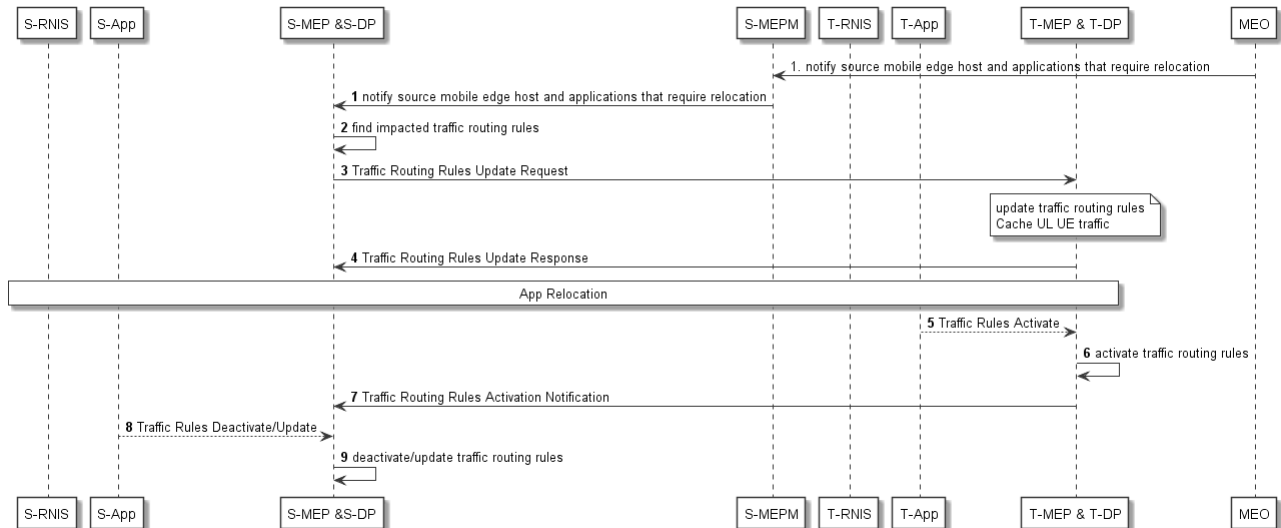 S-RNIS S-App S-MEP &S-DP S-MEPM T-RNIS T-App T-MEP & T-DP MEO
1. notify source mobile edge host and applications that require relocation
1 notify source mobile edge host and applications that require relocation
2 find impacted traffic routing rules
3 Traffic Routing Rules Update Request
update traffic routing rules
Cache UL UE traffic
4 Traffic Routing Rules Update Response
App Relocation
5 Traffic Rules Activate
6 activate traffic routing rules
7 Traffic Routing Rules Activation Notification
8 Traffic Rules Deactivate/Update
9 deactivate/update traffic routing rules
S-RNIS S-App S-MEP &S-DP S-MEPM T-RNIS T-App T-MEP & T-DP MEO